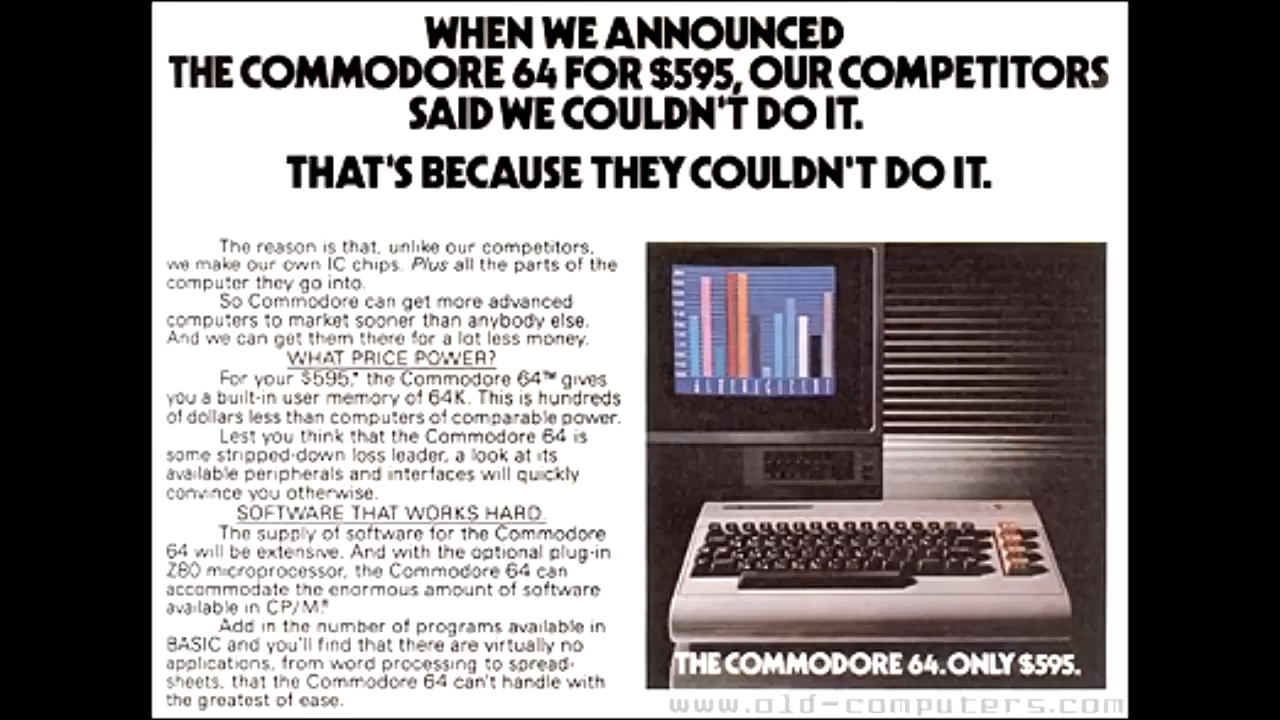 WHEN WE ANNOUNCED
THE COMMODORE 64 FOR $595, OUR COMPETITORS
SAID WE COULDN'T DO IT.
THAT'S BECAUSE THEY COULDN'T DO IT.
The reason is that, unlike our competitors,
we make our own IC chips. Plus all the parts of the
computer they go into.
So Commodore can get more advanced
computers to market sooner than anybody else.
And we can get them there for a lot less money.
WHAT PRICE POWER?
For your $595,* the Commodore 64™ gives
you a built-in user memory of 64K. This is hundreds
of dollars less than computers of comparable power.
Lest you think that the Commodore 64 is
some stripped-down loss leader, a look at its
available peripherals and interfaces will quickly
convince you otherwise.
SOFTWARE THAT WORKS HARD.
The supply of software for the Commodore
64 will be extensive. And with the optional plug-in
Z80 microprocessor, the Commodore 64 can
accommodate the enormous amount of software
available in CP/M.®
Add in the number of programs available in
BASIC and you'll find that there are virtually no
applications, from word processing to spread-
sheets, that the Commodore 64 can't handle with
the greatest of ease.
THE COMMODORE 64. ONLY $595.
www.old-computers.com